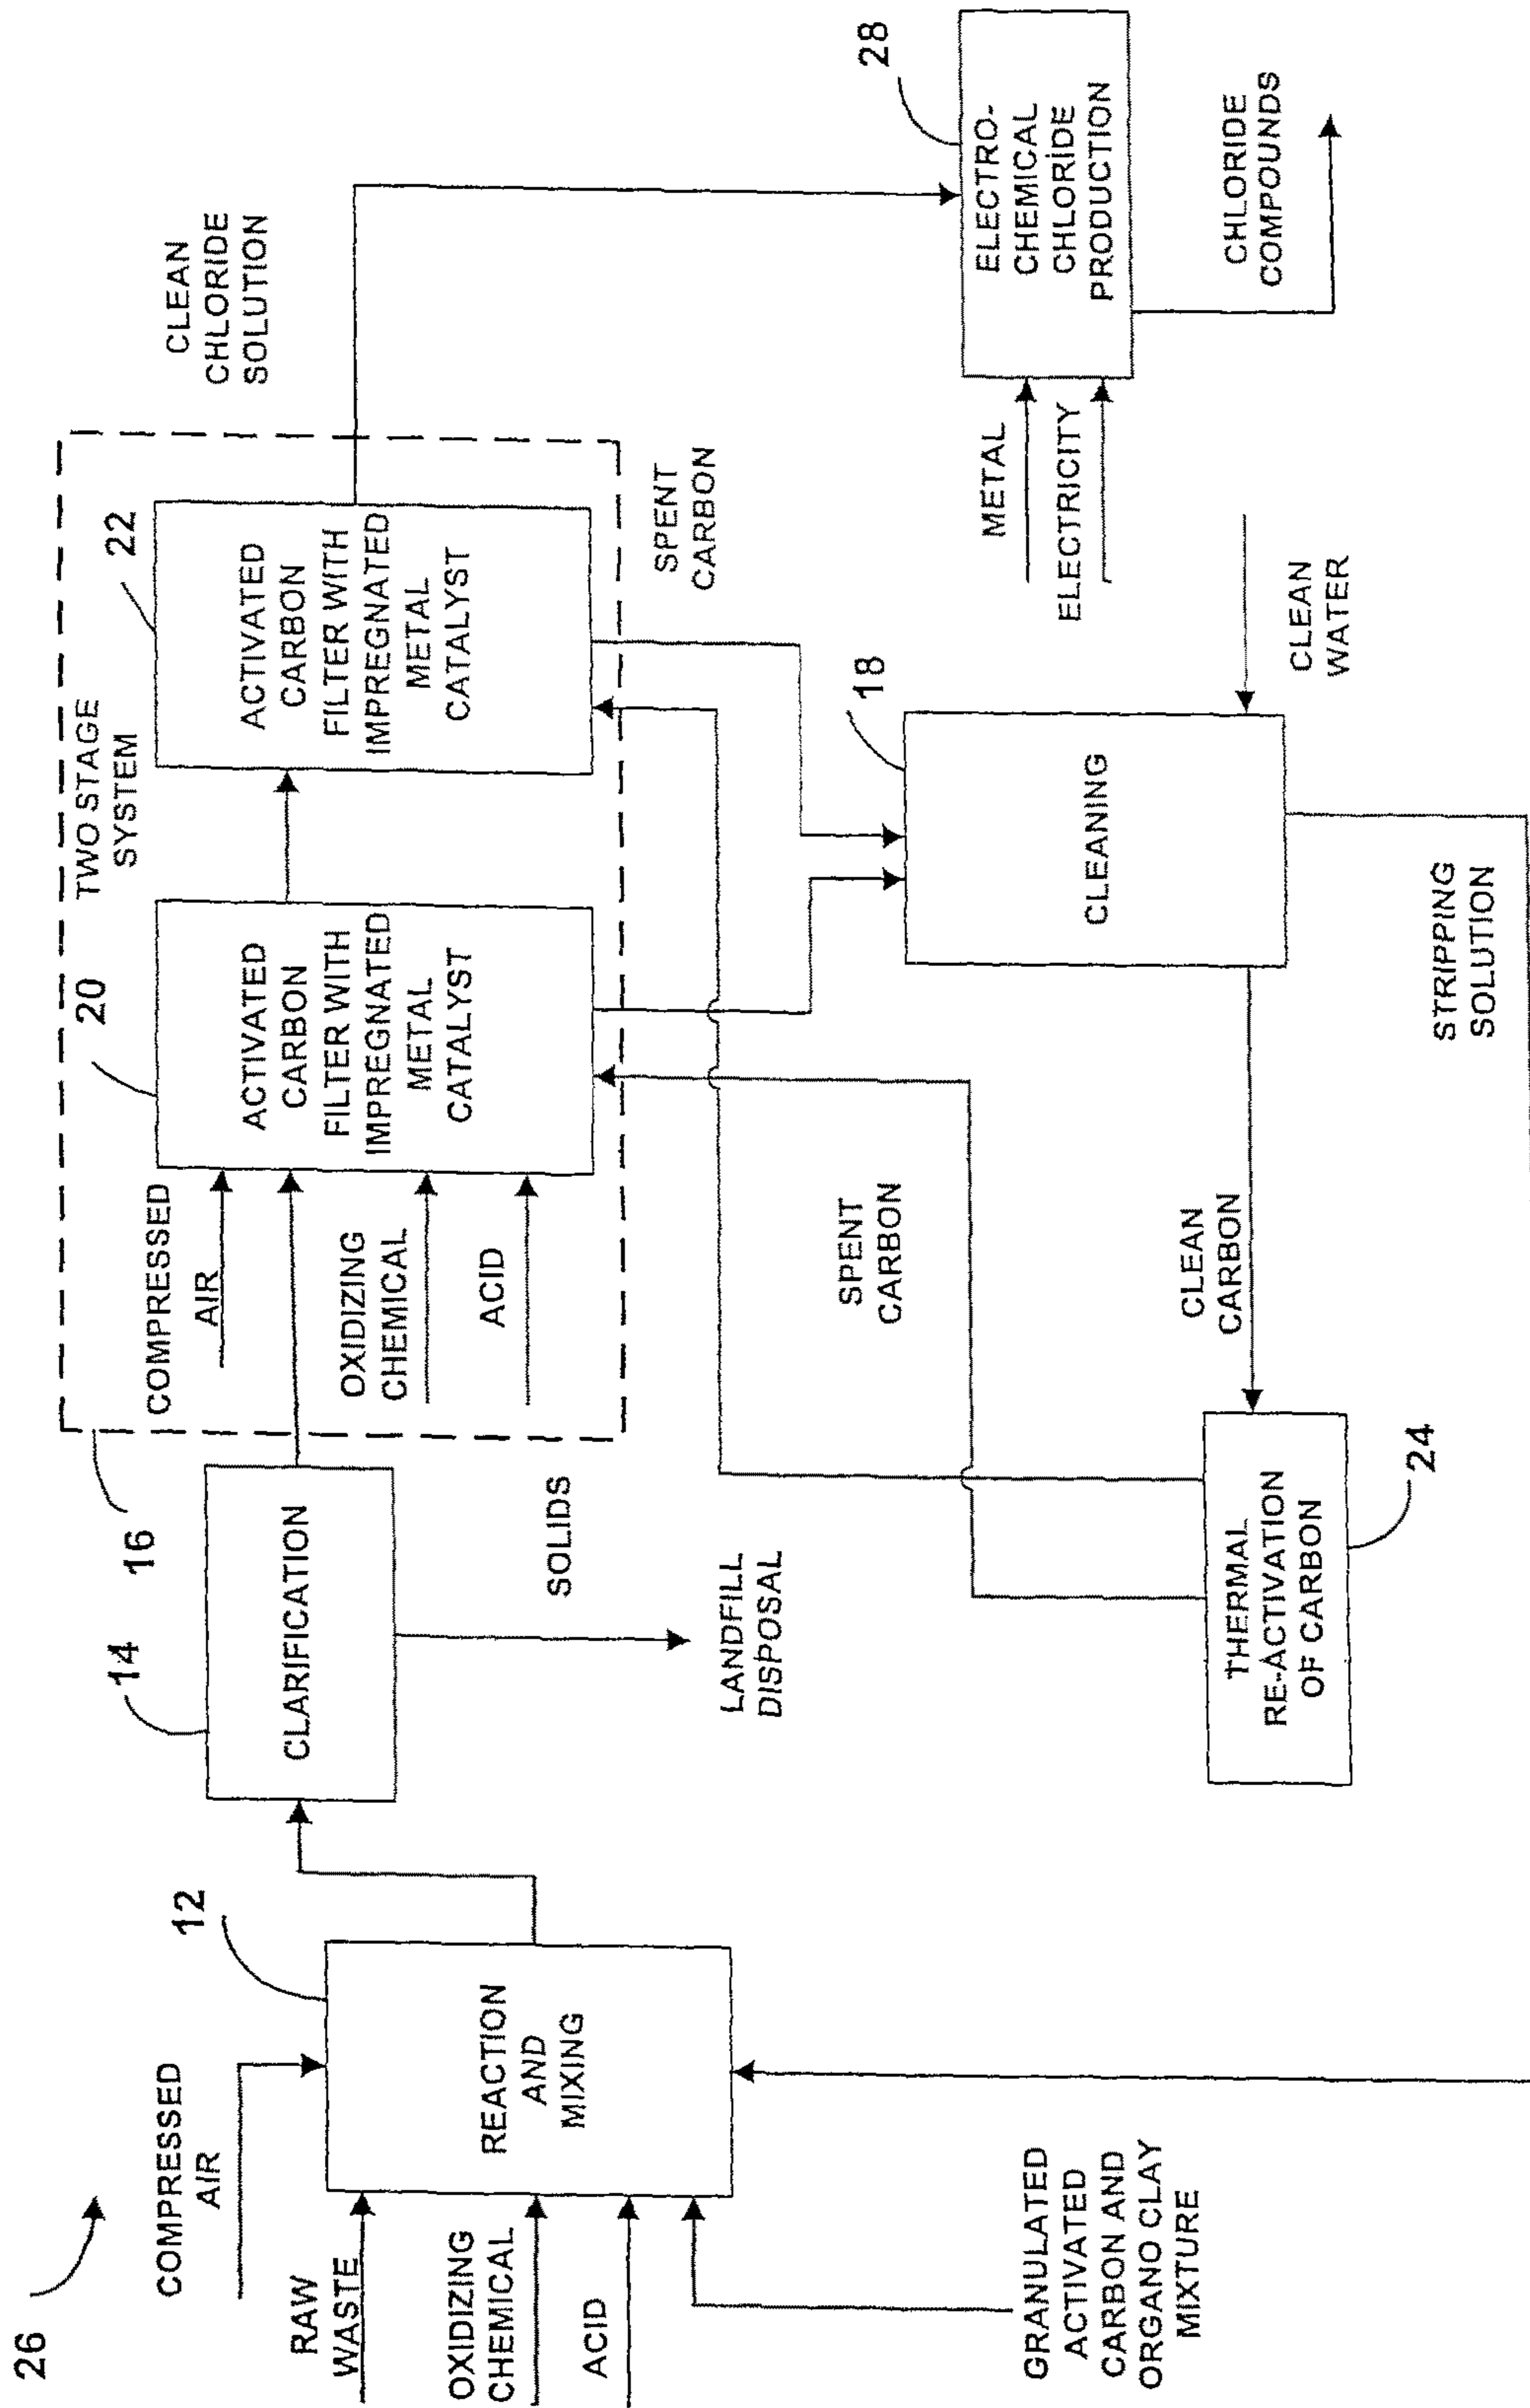 26
COMPRESSED
AIR
RAW
WASTE
OXIDIZING
CHEMICAL
ACID
GRANULATED
ACTIVATED
CARBON AND
ORGANO CLAY
MIXTURE
12
REACTION
AND
MIXING
14
CLARIFICATION
SOLIDS
LANDFILL
DISPOSAL
16
TWO STAGE
SYSTEM
COMPRESSED
AIR
OXIDIZING
CHEMICAL
ACID
20
ACTIVATED
CARBON
FILTER WITH
IMPREGNATED
METAL
CATALYST
22
ACTIVATED
CARBON
FILTER WITH
IMPREGNATED
METAL
CATALYST
CLEAN
CHLORIDE
SOLUTION
SPENT
CARBON
SPENT
CARBON
18
CLEANING
CLEAN
WATER
CLEAN
CARBON
STRIPPING
SOLUTION
THERMAL
RE-ACTIVATION
OF CARBON
24
METAL
ELECTRICITY
28
ELECTRO-
CHEMICAL
CHLORIDE
PRODUCTION
CHLORIDE
COMPOUNDS